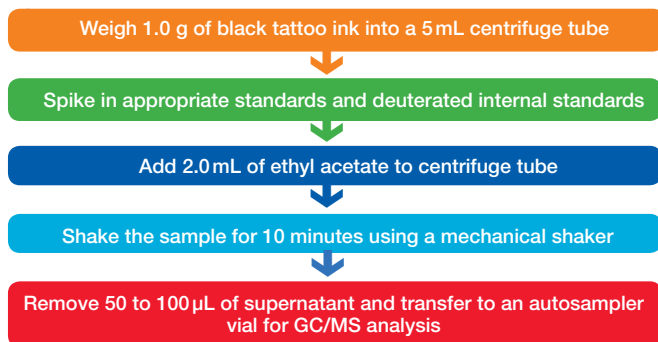 Weigh 1.0 g of black tattoo ink into a 5 mL centrifuge tube
Spike in appropriate standards and deuterated internal standards
Add 2.0 mL of ethyl acetate to centrifuge tube
Shake the sample for 10 minutes using a mechanical shaker
Remove 50 to 100 µL of supernatant and transfer to an autosampler
vial for GC/MS analysis